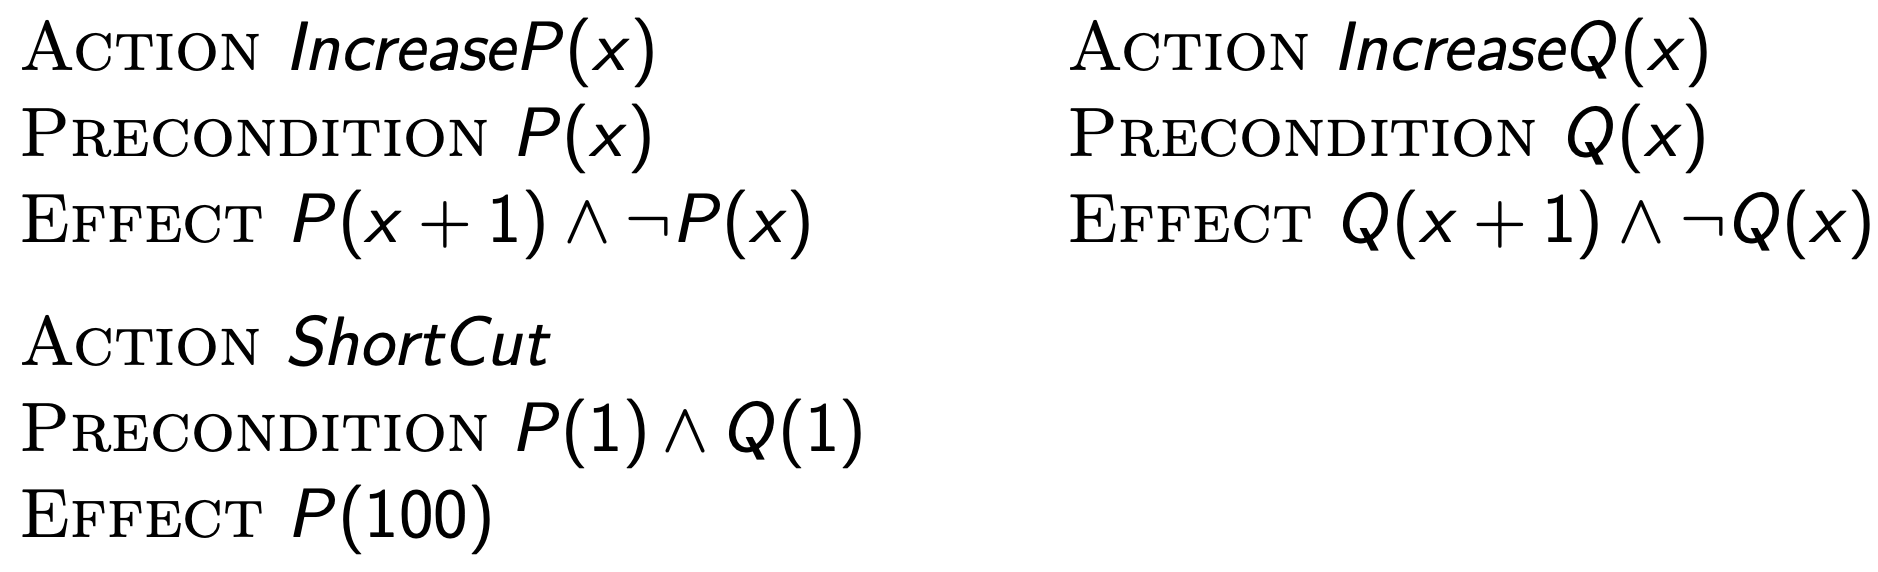 ACTION IncreaseP(x)
PRECONDITION P(x)
EFFECT P(x + 1) ∧ ¬P(x)
ACTION IncreaseQ(x)
PRECONDITION Q(x)
EFFECT Q(x + 1) ∧ ¬Q(x)
ACTION ShortCut
PRECONDITION P(1) ∧ Q(1)
EFFECT P(100)